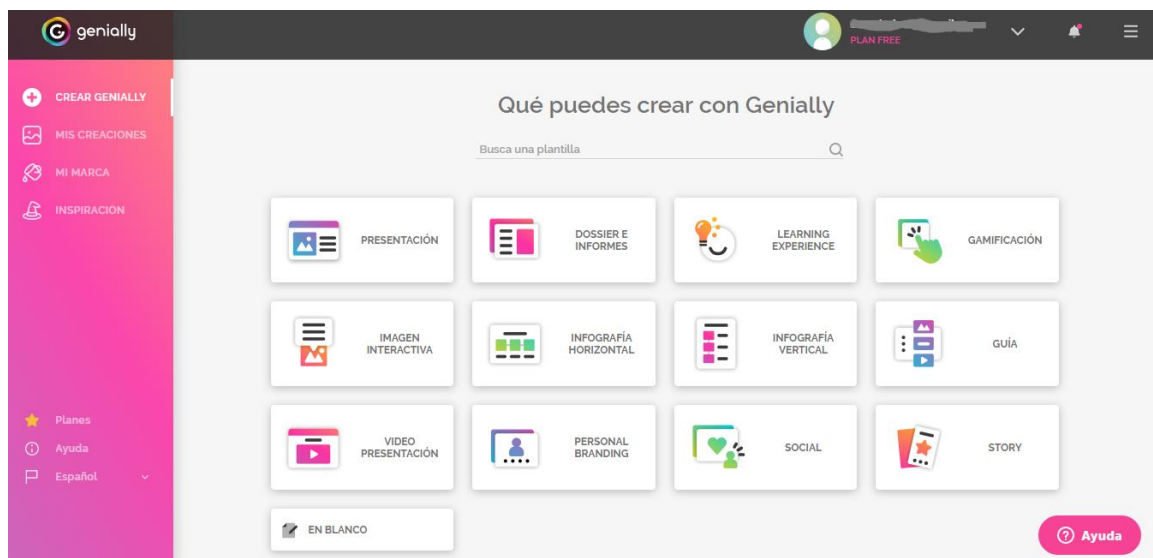 genially
PLAN FREE
CREAR GENIALLY
MIS CREACIONES
MI MARCA
INSPIRACIÓN
Planes
Ayuda
Español
Qué puedes crear con Genially
Busca una plantilla
PRESENTACIÓN
DOSSIER E
INFORMES
LEARNING
EXPERIENCE
GAMIFICACIÓN
IMAGEN
INTERACTIVA
INFOGRAFÍA
HORIZONTAL
INFOGRAFÍA
VERTICAL
GUÍA
VIDEO
PRESENTACIÓN
PERSONAL
BRANDING
SOCIAL
STORY
EN BLANCO
Ayuda